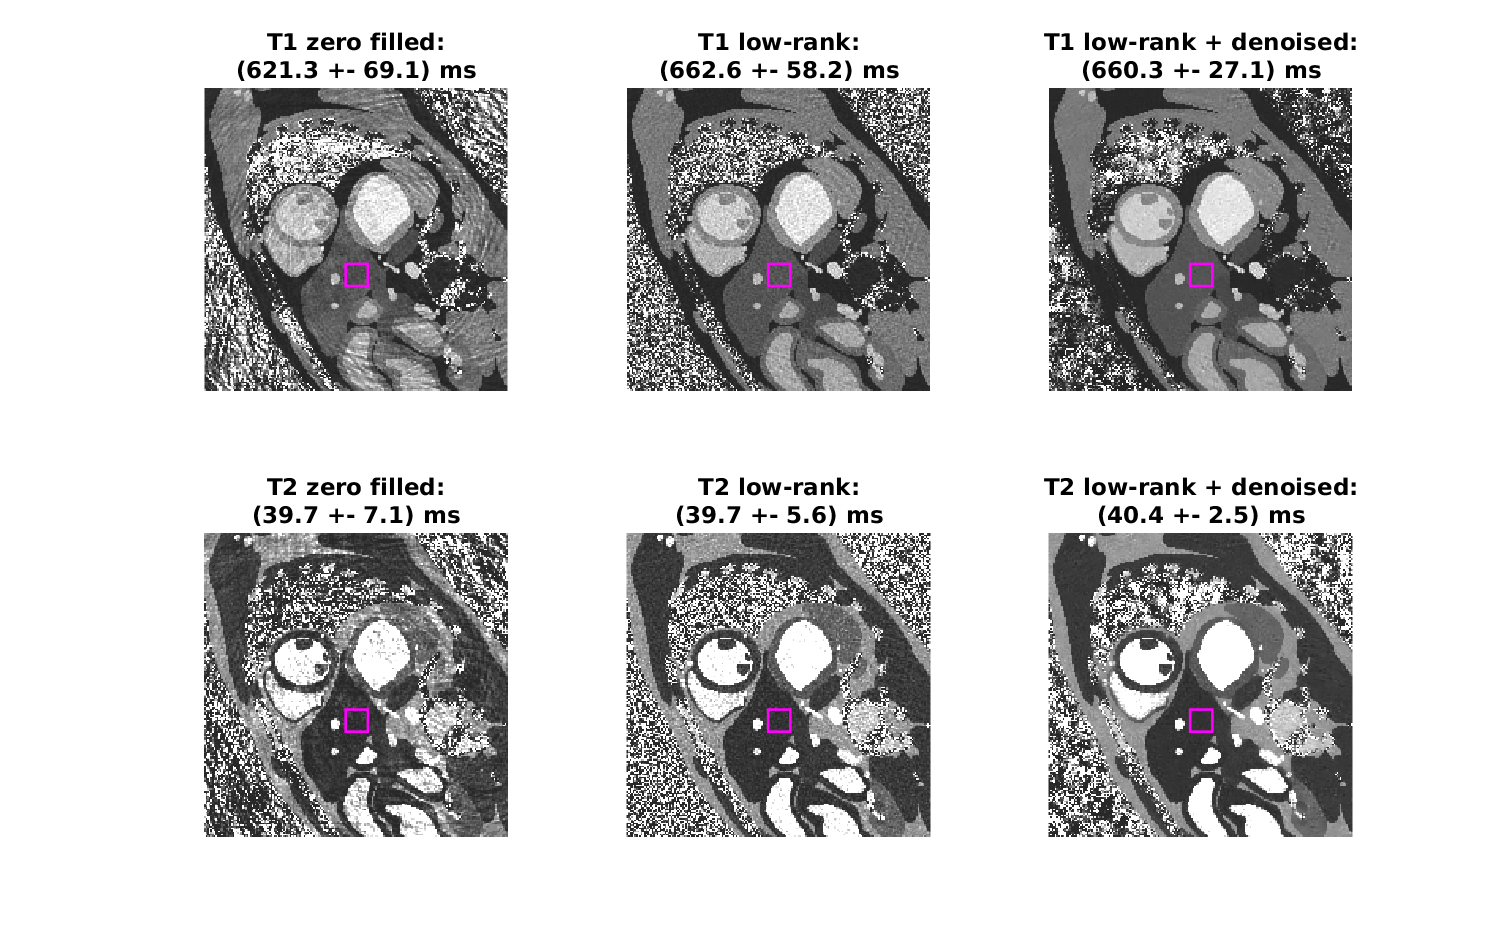 T1 zero filled:
(621.3 +- 69.1) ms
T1 low-rank:
(662.6 +- 58.2) ms
T1 low-rank + denoised:
(660.3 +- 27.1) ms
T2 zero filled:
(39.7 +- 7.1) ms
T2 low-rank:
(39.7 +- 5.6) ms
T2 low-rank + denoised:
(40.4 +- 2.5) ms